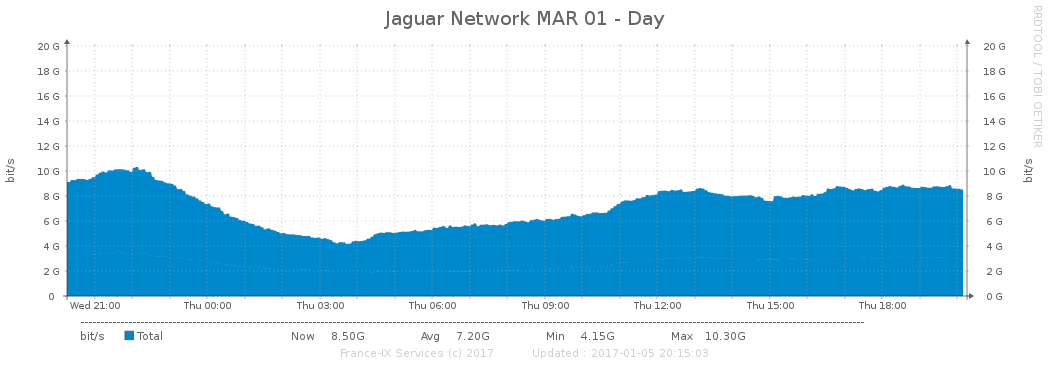 Jaguar Network MAR 01 - Day
RRDTOOL / TOBI OETIKER
bit/s
bit/s
20 G 20 G
18 G 18 G
16 G 16 G
14 G 14 G
12 G 12 G
10 G 10 G
8 G 8 G
6 G 6 G
4 G 4 G
2 G 2 G
0 0 G
Wed 21:00 Thu 00:00 Thu 03:00 Thu 06:00 Thu 09:00 Thu 12:00 Thu 15:00 Thu 18:00
bit/s Total Now 8.50G Avg 7.20G Min 4.15G Max 10.30G
France-IX Services (c) 2017 Updated : 2017-01-05 20:15:03